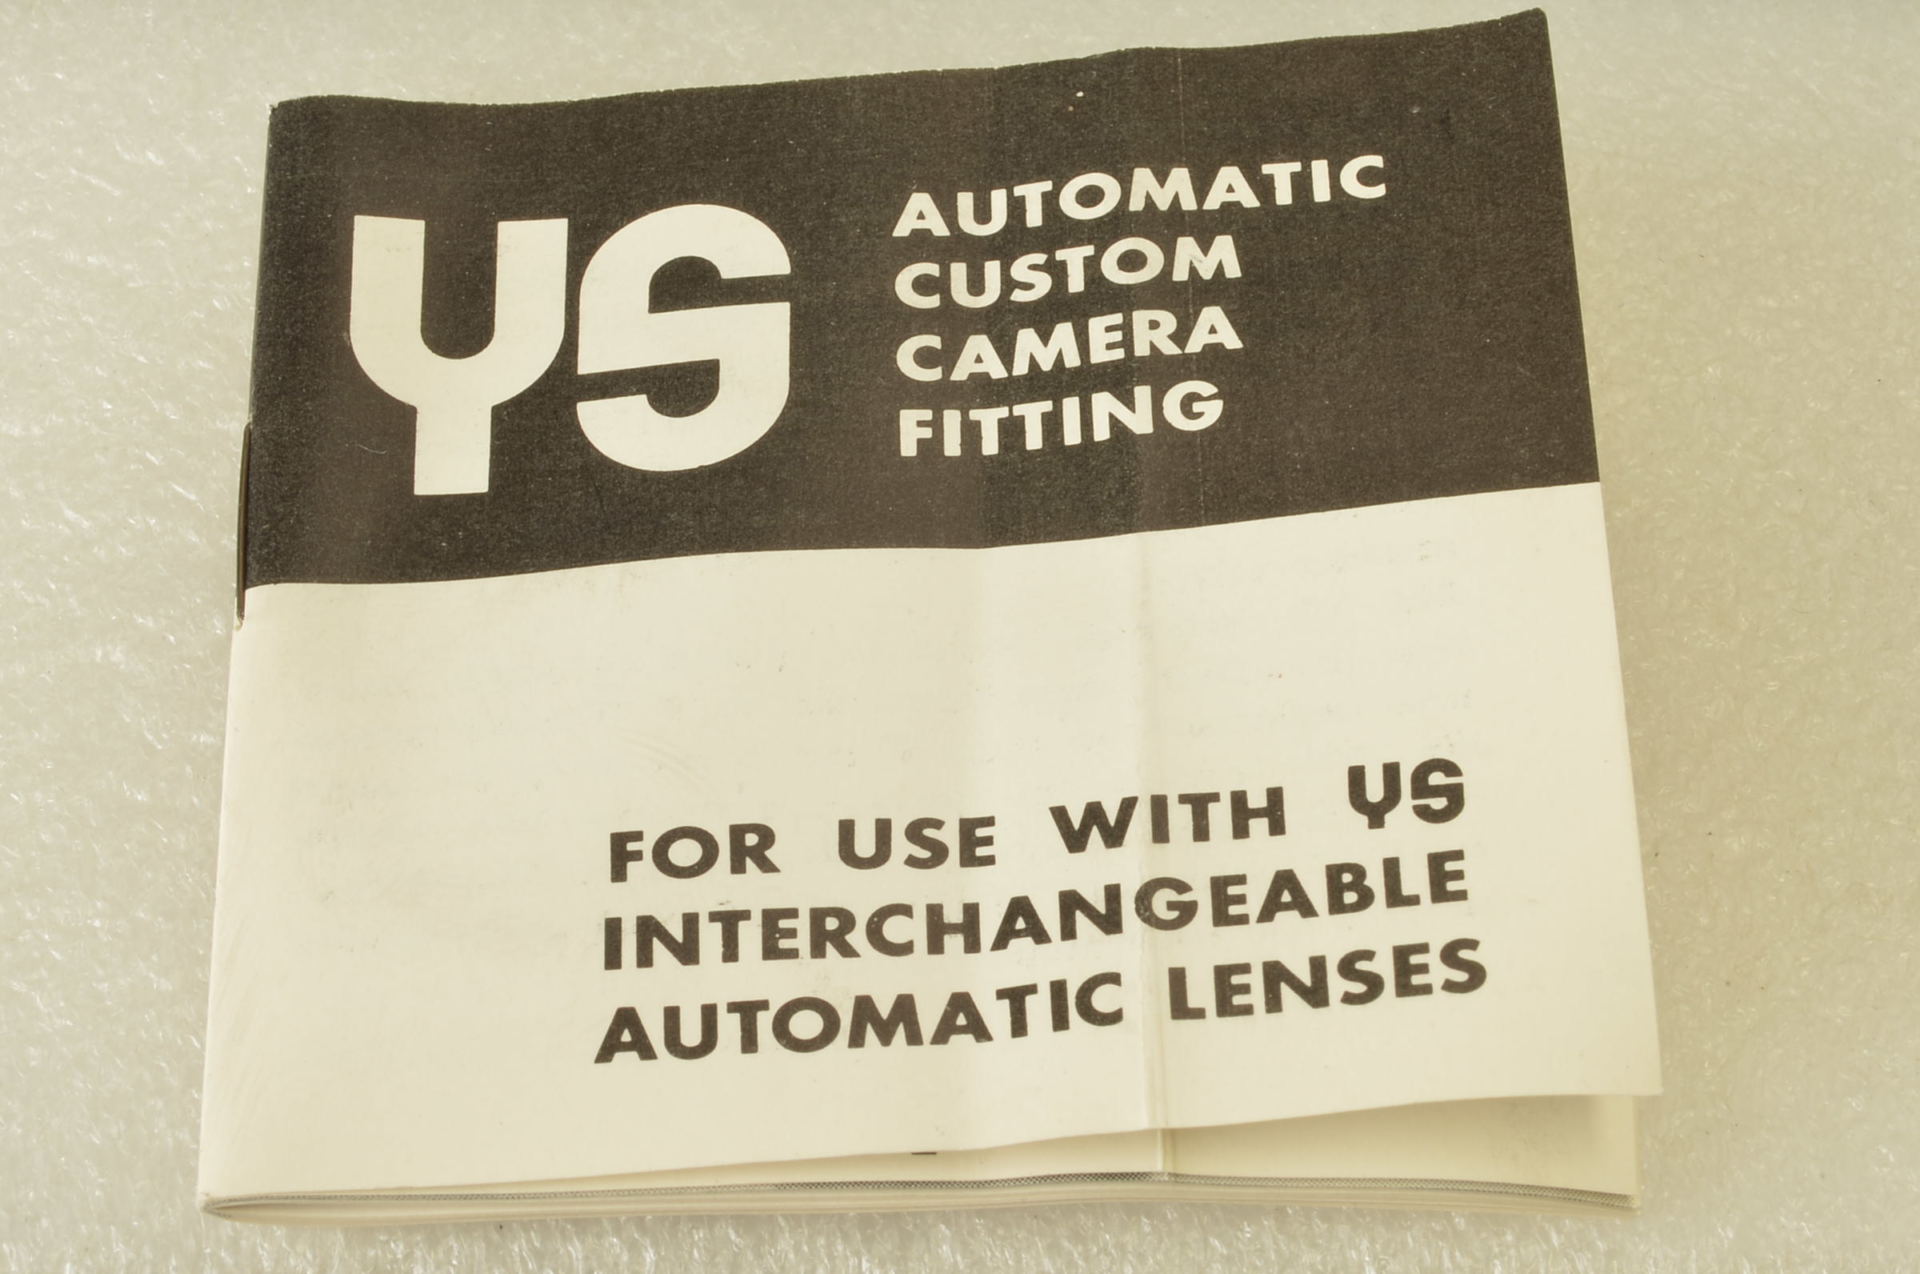 YS
AUTOMATIC
CUSTOM
CAMERA
FITTING
FOR USE WITH YS
INTERCHANGEABLE
AUTOMATIC LENSES